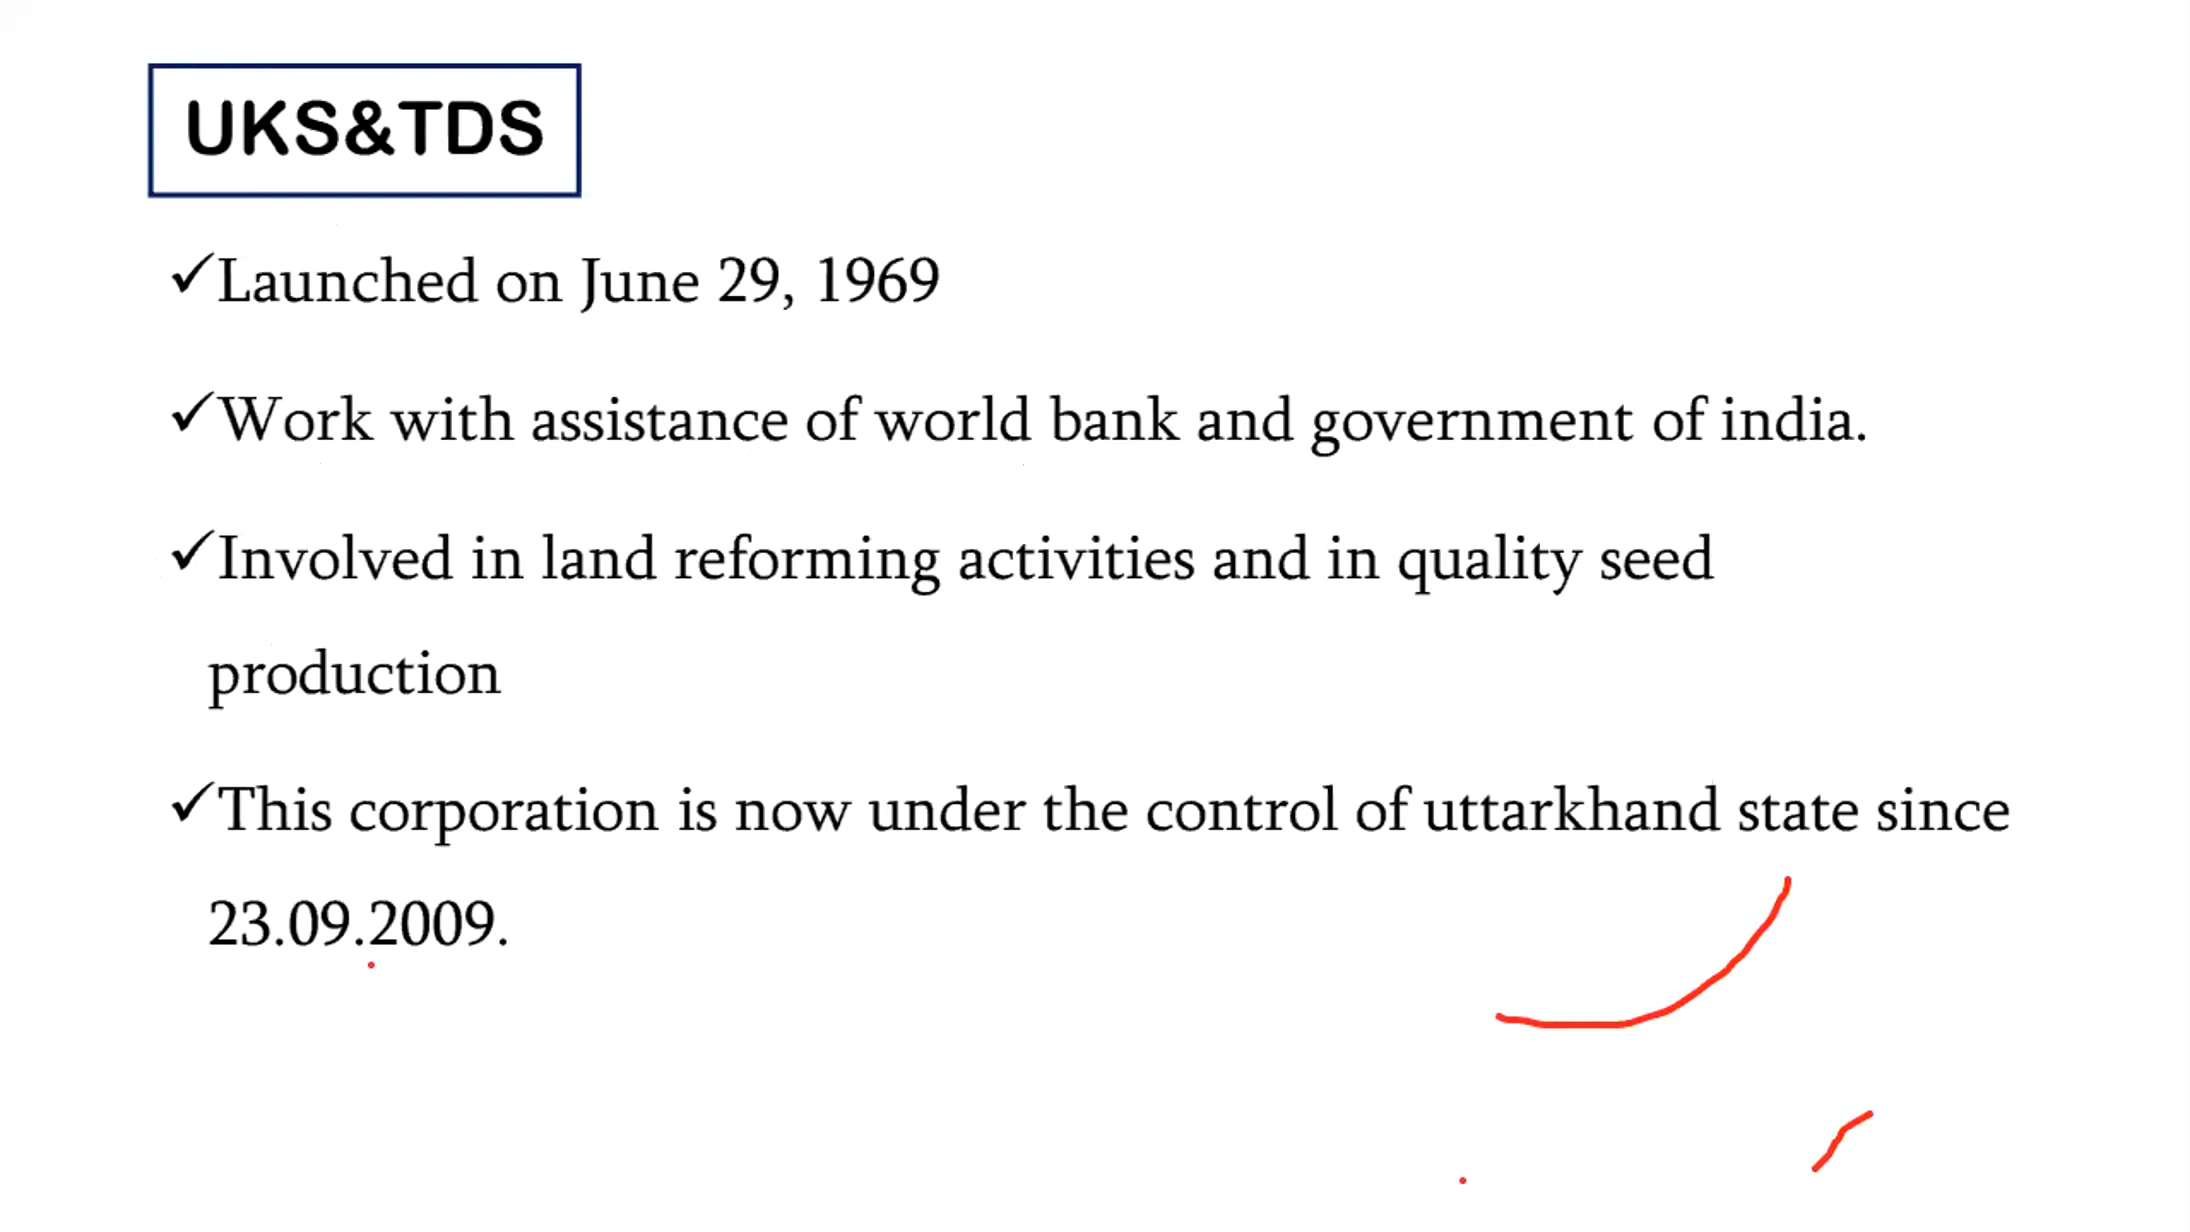 UKS&TDS
✓Launched on June 29, 1969
✓Work with assistance of world bank and government of india.
✓Involved in land reforming activities and in quality seed
production
✓This corporation is now under the control of uttarkhand state since
23.09.2009.